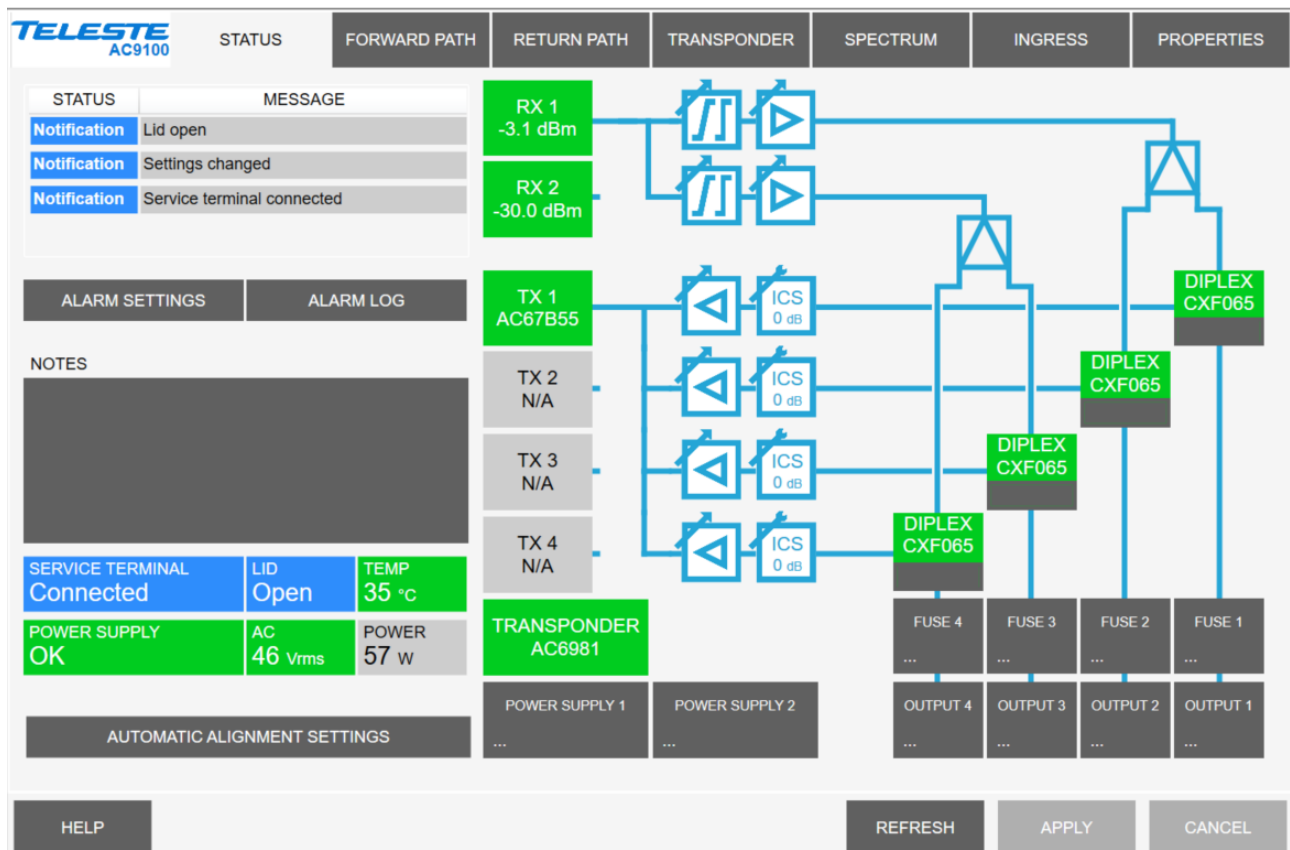 TELESTE
AC9100
STATUS
FORWARD PATH
RETURN PATH
TRANSPONDER
SPECTRUM
INGRESS
PROPERTIES
STATUS MESSAGE
Notification Lid open
Notification Settings changed
Notification Service terminal connected
ALARM SETTINGS
ALARM LOG
NOTES
SERVICE TERMINAL
Connected
LID
Open
TEMP
35 °C
POWER SUPPLY
OK
AC
46 Vrms
POWER
57 W
AUTOMATIC ALIGNMENT SETTINGS
RX 1
-3.1 dBm
RX 2
-30.0 dBm
TX 1
AC67B55
TX 2
N/A
TX 3
N/A
TX 4
N/A
TRANSPONDER
AC6981
POWER SUPPLY 1
...
POWER SUPPLY 2
...
ICS
0 dB
ICS
0 dB
ICS
0 dB
ICS
0 dB
DIPLEX
CXF065
DIPLEX
CXF065
DIPLEX
CXF065
DIPLEX
CXF065
FUSE 4
...
FUSE 3
...
FUSE 2
...
FUSE 1
...
OUTPUT 4
...
OUTPUT 3
...
OUTPUT 2
...
OUTPUT 1
...
HELP
REFRESH
APPLY
CANCEL